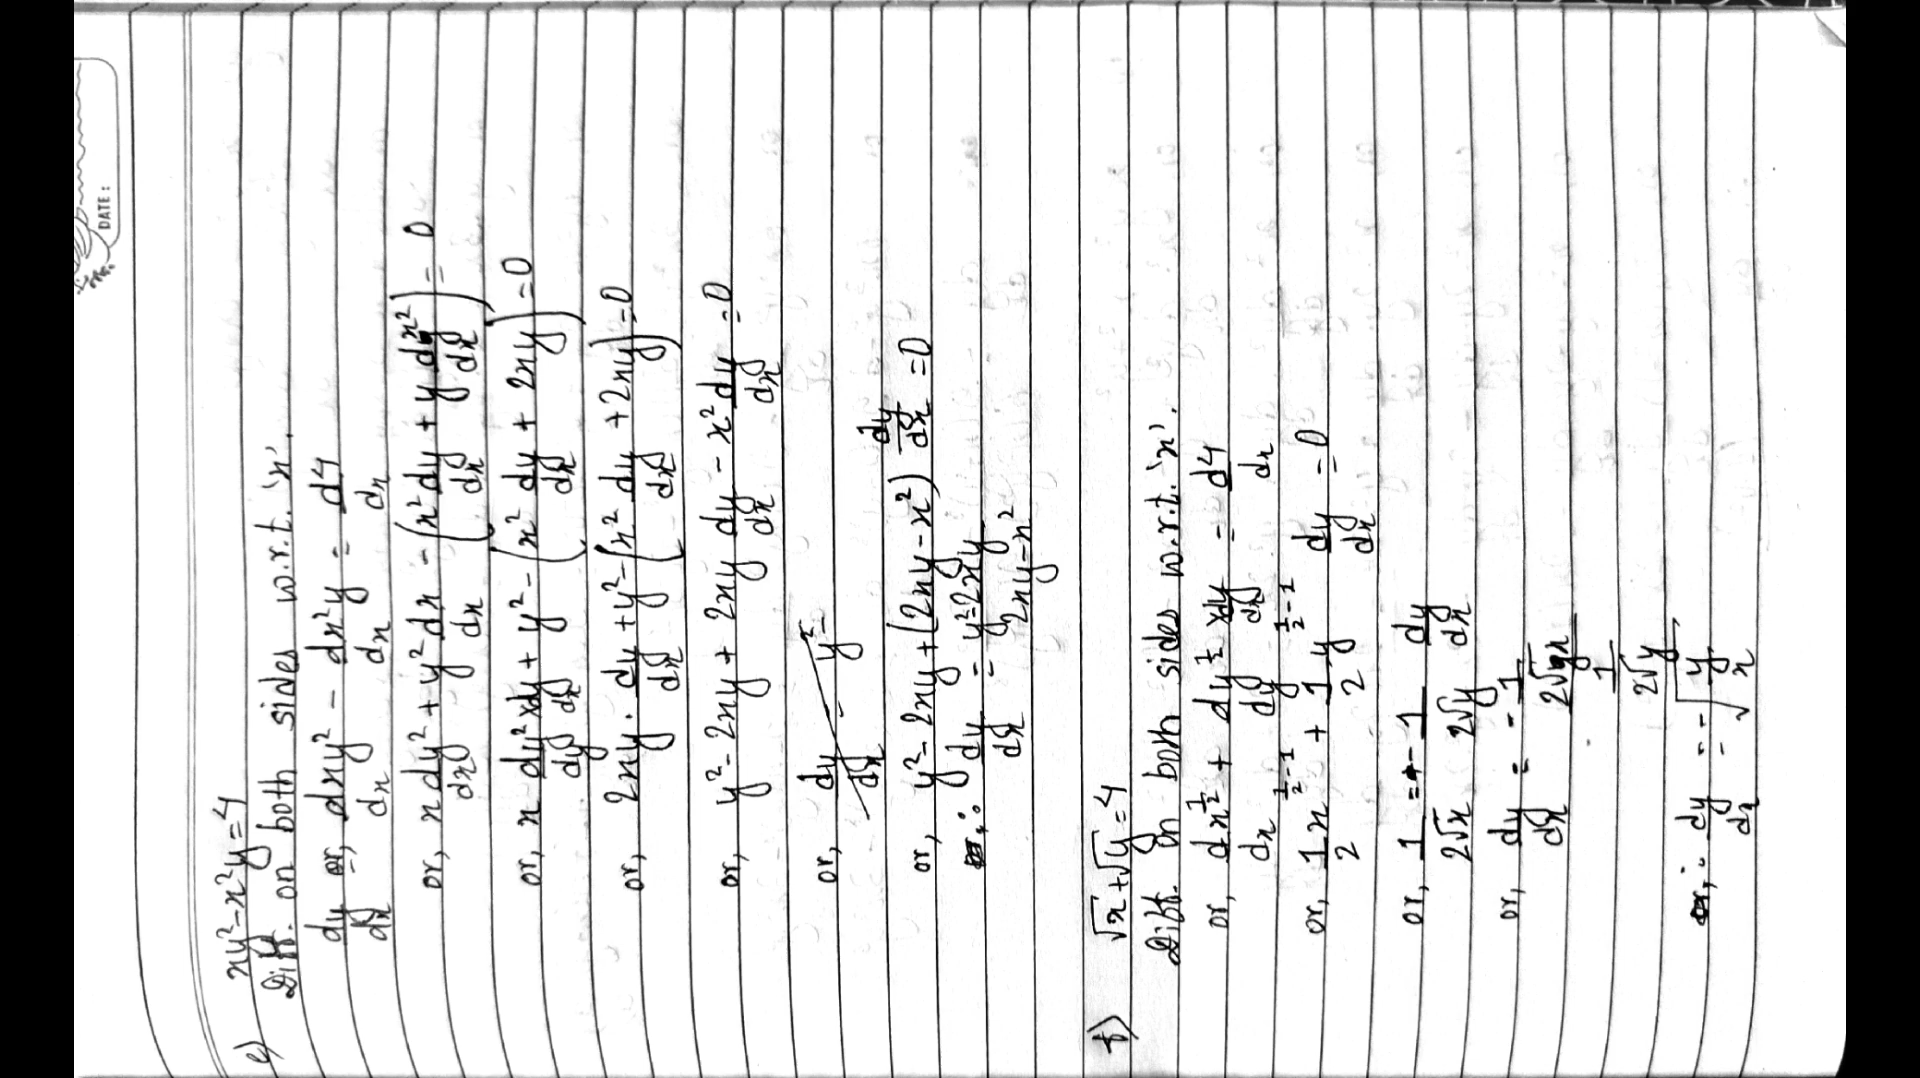 DATE:
e) xy²-x²y=4
Diff. on both sides w.r.t. 'x'.
or, dxy²/dx - dx²y/dx = d4/dx
or, x dy²/dx + y² dx/dx - (x² dy/dx + y dx²/dx) = 0
or, x dy²/dy × dy/dx + y² - (x² dy/dx + 2xy) = 0
or, 2xy · dy/dx + y² - (x² dy/dx + 2xy) = 0
or, y² - 2xy + 2xy dy/dx - x² dy/dx = 0
or, dy/dx = y²
or, y² - 2xy + (2xy - x²) dy/dx = 0
∴ dy/dx = y²-2xy/2xy-x²
f) √x+√y=4
Diff. on both sides w.r.t. 'x'.
or, dx^½/dx + dy^½/dy × dy/dx = d4/dx
or, 1/2 x^(½-1) + 1/2 y^(½-1) dy/dx = 0
or, 1/2√x = -1/2√y dy/dx
or, dy/dx = - 1/2√x / 1/2√y
∴ dy/dx = -√(y/x)